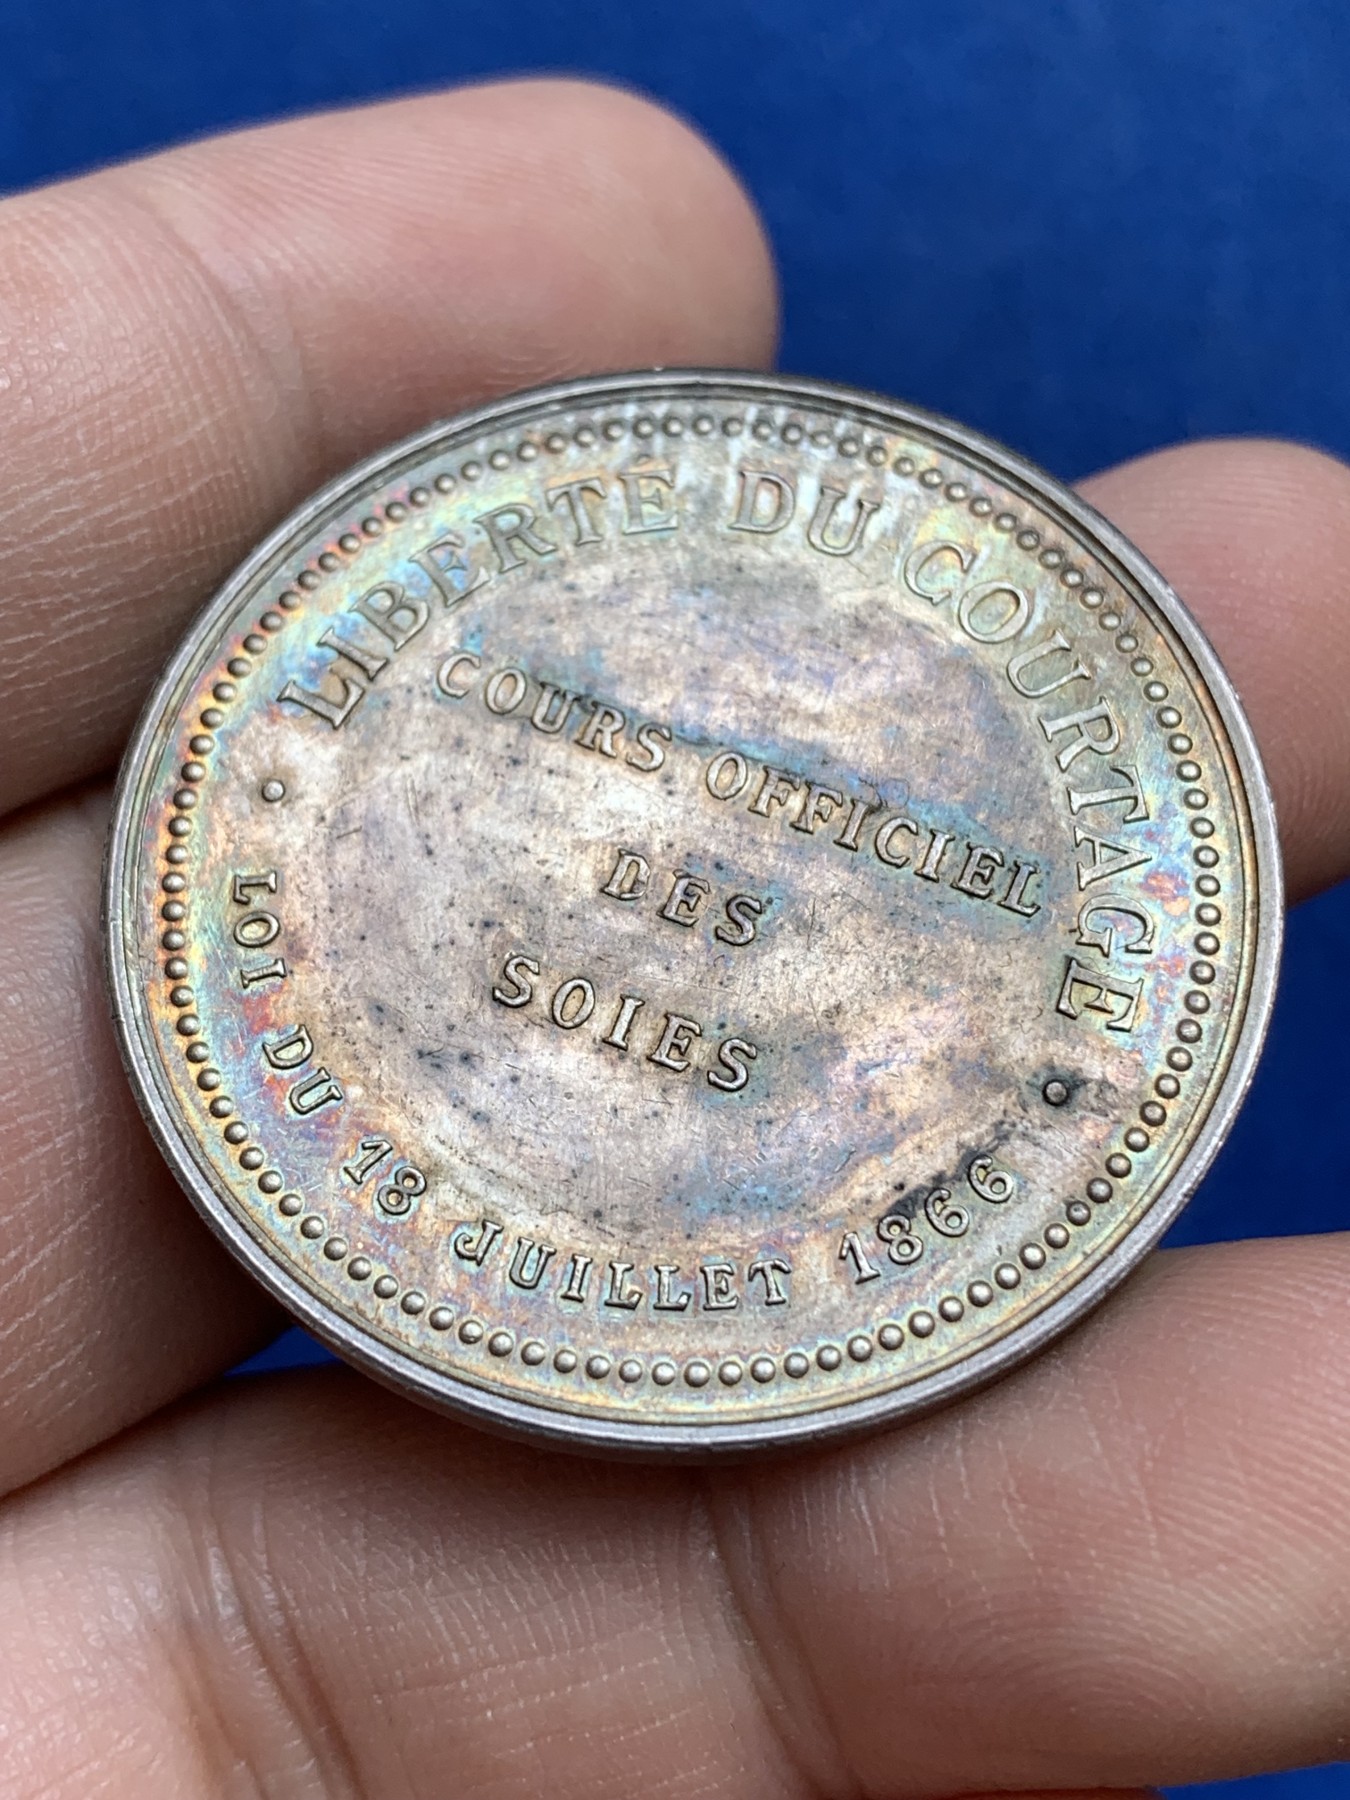 LIBERTÉ DU COURTAGE
COURS OFFICIEL
DES
SOIES
LOI DU 18 JUILLET 1866